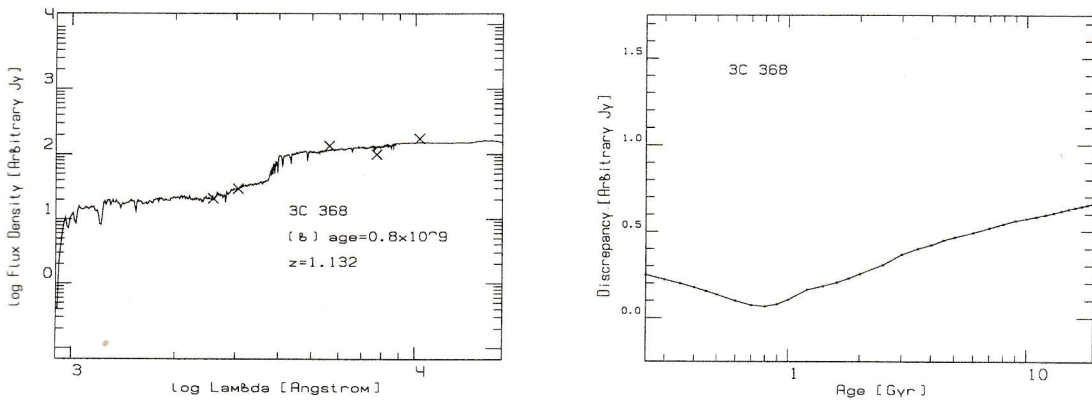 log Flux Density [Arbitrary Jy]
4
3
2
1
0
3C 368
(B) age=0.8x10^9
z=1.132
3
4
log Lambda [Angstrom]
Discrepancy [Arbitrary Jy]
1.5
1.0
0.5
0.0
3C 368
1
10
Age [Gyr]